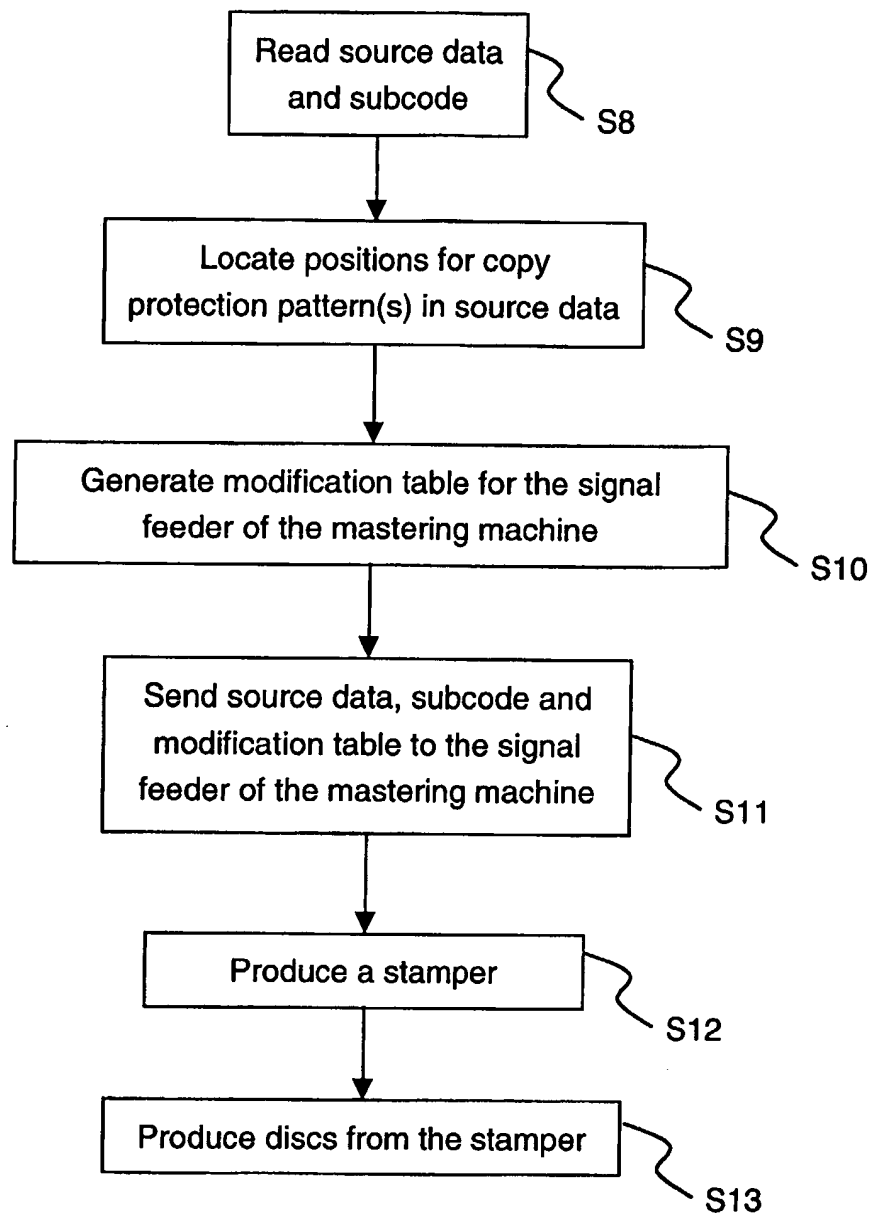 Read source data
and subcode
S8
Locate positions for copy
protection pattern(s) in source data
S9
Generate modification table for the signal
feeder of the mastering machine
S10
Send source data, subcode and
modification table to the signal
feeder of the mastering machine
S11
Produce a stamper
S12
Produce discs from the stamper
S13